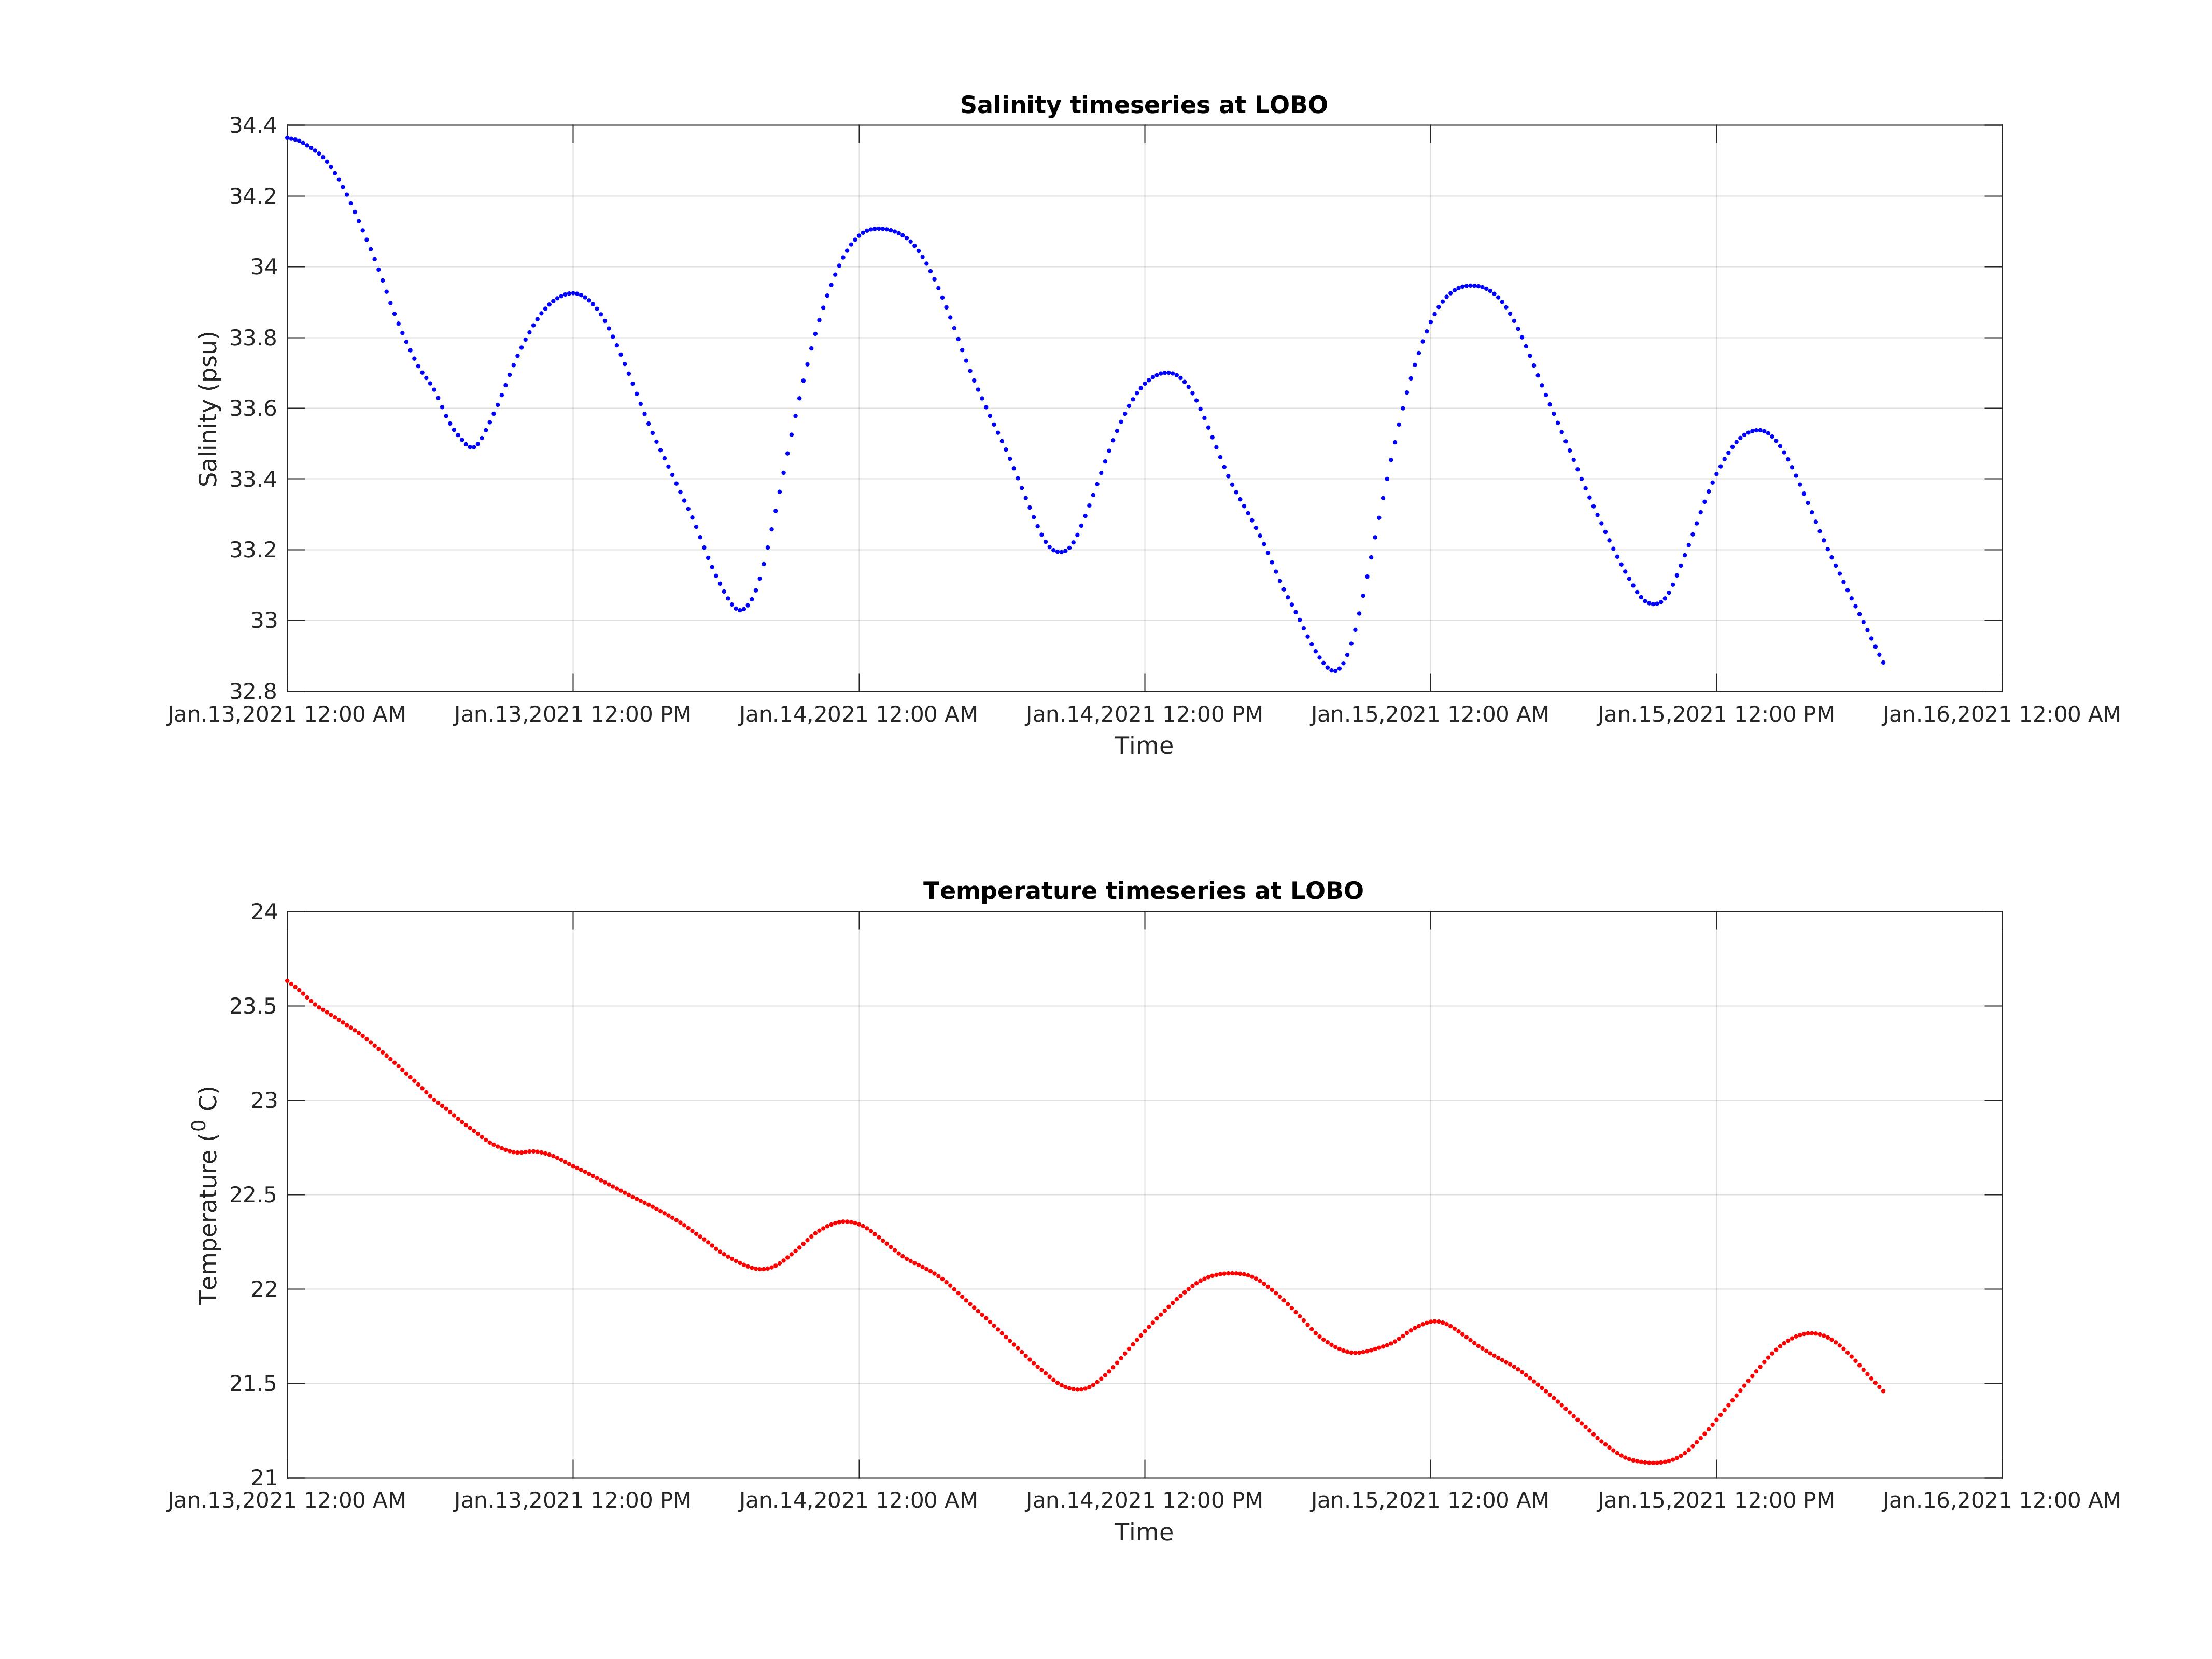 Salinity timeseries at LOBO
34.4
34.2
34
33.8
33.6
33.4
33.2
33
32.8
Salinity (psu)
Jan.13,2021 12:00 AM Jan.13,2021 12:00 PM Jan.14,2021 12:00 AM Jan.14,2021 12:00 PM Jan.15,2021 12:00 AM Jan.15,2021 12:00 PM Jan.16,2021 12:00 AM
Time
Temperature timeseries at LOBO
24
23.5
23
22.5
22
21.5
21
Temperature (⁰ C)
Jan.13,2021 12:00 AM Jan.13,2021 12:00 PM Jan.14,2021 12:00 AM Jan.14,2021 12:00 PM Jan.15,2021 12:00 AM Jan.15,2021 12:00 PM Jan.16,2021 12:00 AM
Time